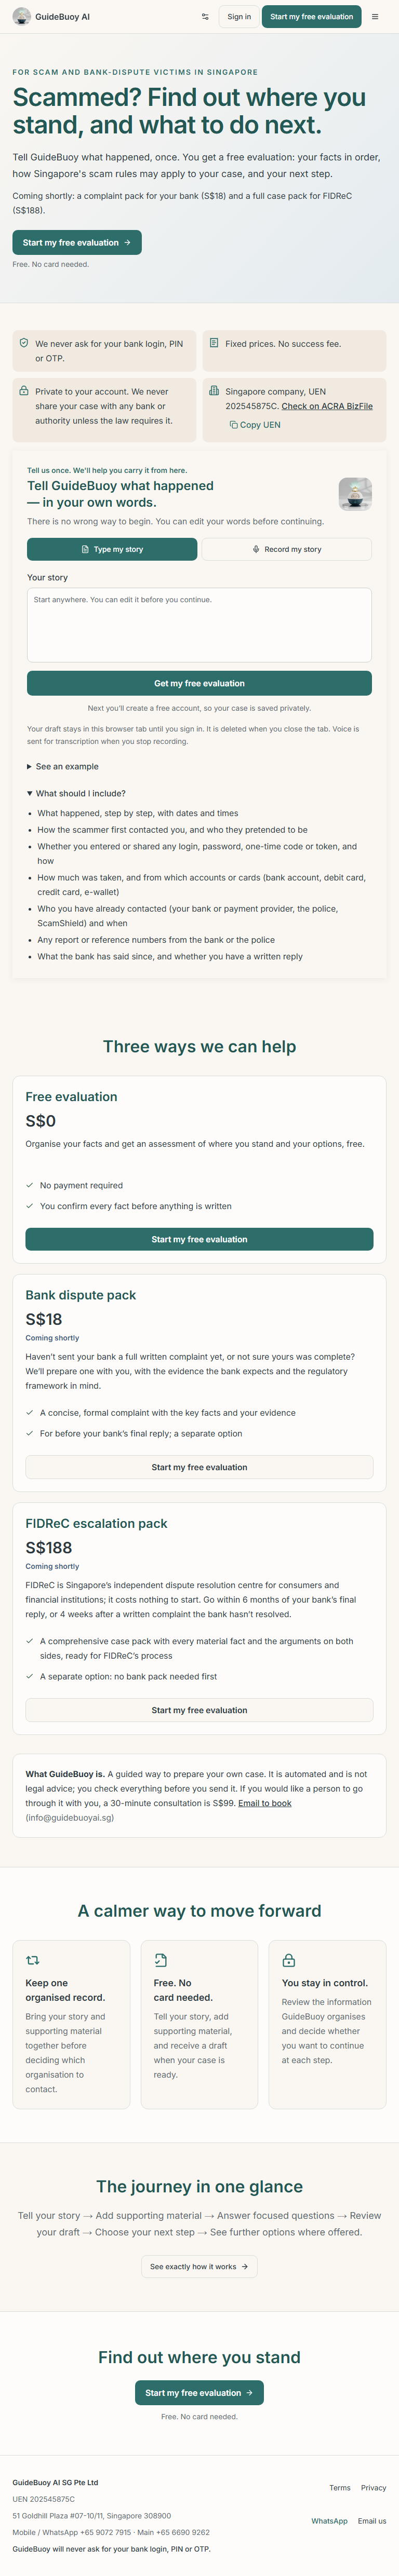 GuideBuoy AI
Sign in
Start my free evaluation
FOR SCAM AND BANK-DISPUTE VICTIMS IN SINGAPORE
Scammed? Find out where you
stand, and what to do next.
Tell GuideBuoy what happened, once. You get a free evaluation: your facts in order,
how Singapore's scam rules may apply to your case, and your next step.
Coming shortly: a complaint pack for your bank (S$18) and a full case pack for FIDReC
(S$188).
Start my free evaluation →
Free. No card needed.
We never ask for your bank login, PIN
or OTP.
Fixed prices. No success fee.
Private to your account. We never
share your case with any bank or
authority unless the law requires it.
Singapore company, UEN
202545875C. Check on ACRA BizFile
Copy UEN
Tell us once. We'll help you carry it from here.
Tell GuideBuoy what happened
— in your own words.
There is no wrong way to begin. You can edit your words before continuing.
Type my story
Record my story
Your story
Start anywhere. You can edit it before you continue.
Get my free evaluation
Next you'll create a free account, so your case is saved privately.
Your draft stays in this browser tab until you sign in. It is deleted when you close the tab. Voice is
sent for transcription when you stop recording.
▶ See an example
▼ What should I include?
• What happened, step by step, with dates and times
• How the scammer first contacted you, and who they pretended to be
• Whether you entered or shared any login, password, one-time code or token, and
how
• How much was taken, and from which accounts or cards (bank account, debit card,
credit card, e-wallet)
• Who you have already contacted (your bank or payment provider, the police,
ScamShield) and when
• Any report or reference numbers from the bank or the police
• What the bank has said since, and whether you have a written reply
Three ways we can help
Free evaluation
S$0
Organise your facts and get an assessment of where you stand and your options, free.
No payment required
You confirm every fact before anything is written
Start my free evaluation
Bank dispute pack
S$18
Coming shortly
Haven't sent your bank a full written complaint yet, or not sure yours was complete?
We'll prepare one with you, with the evidence the bank expects and the regulatory
framework in mind.
A concise, formal complaint with the key facts and your evidence
For before your bank's final reply; a separate option
Start my free evaluation
FIDReC escalation pack
S$188
Coming shortly
FIDReC is Singapore's independent dispute resolution centre for consumers and
financial institutions; it costs nothing to start. Go within 6 months of your bank's final
reply, or 4 weeks after a written complaint the bank hasn't resolved.
A comprehensive case pack with every material fact and the arguments on both
sides, ready for FIDReC's process
A separate option: no bank pack needed first
Start my free evaluation
What GuideBuoy is. A guided way to prepare your own case. It is automated and is not
legal advice; you check everything before you send it. If you would like a person to go
through it with you, a 30-minute consultation is S$99. Email to book
(info@guidebuoyai.sg)
A calmer way to move forward
Keep one
organised record.
Bring your story and
supporting material
together before
deciding which
organisation to
contact.
Free. No
card needed.
Tell your story, add
supporting material,
and receive a draft
when your case is
ready.
You stay in control.
Review the information
GuideBuoy organises
and decide whether
you want to continue
at each step.
The journey in one glance
Tell your story → Add supporting material → Answer focused questions → Review
your draft → Choose your next step → See further options where offered.
See exactly how it works →
Find out where you stand
Start my free evaluation →
Free. No card needed.
GuideBuoy AI SG Pte Ltd
UEN 202545875C
51 Goldhill Plaza #07-10/11, Singapore 308900
Mobile / WhatsApp +65 9072 7915 · Main +65 6690 9262
GuideBuoy will never ask for your bank login, PIN or OTP.
Terms Privacy
WhatsApp Email us